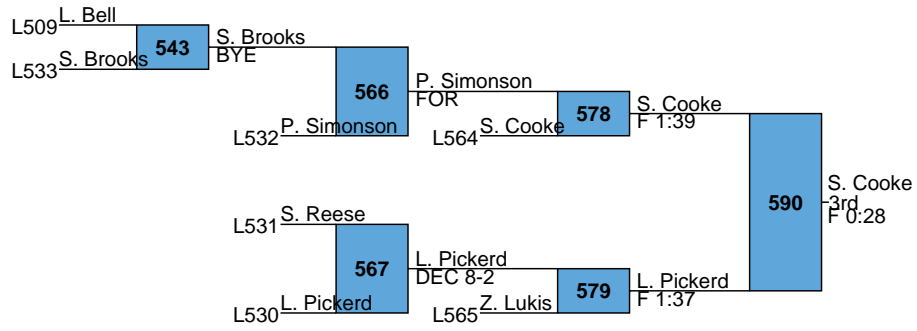 L509 L. Bell
543
L533 S. Brooks
S. Brooks
BYE
566
L532 P. Simonson
P. Simonson
FOR
578
L564 S. Cooke
S. Cooke
F 1:39
590
S. Cooke
3rd
F 0:28
L531 S. Reese
567
L530 L. Pickerd
L. Pickerd
DEC 8-2
579
L565 Z. Lukis
L. Pickerd
F 1:37